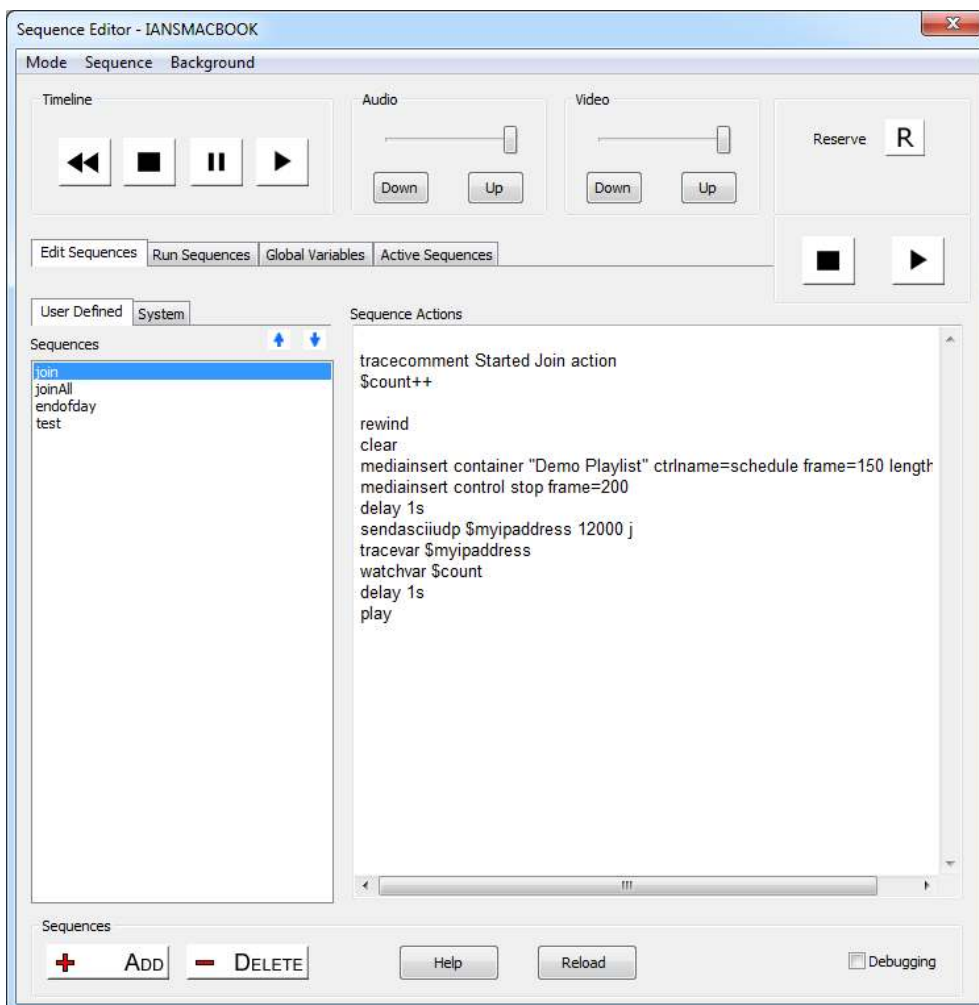 Sequence Editor - IANSMACBOOK
Mode Sequence Background
Timeline
Audio
Video
Reserve R
Down Up
Down Up
Edit Sequences Run Sequences Global Variables Active Sequences
User Defined System
Sequences
join
joinAll
endofday
test
Sequence Actions
tracecomment Started Join action
$count++
rewind
clear
mediainsert container "Demo Playlist" ctrlname=schedule frame=150 length
mediainsert control stop frame=200
delay 1s
sendasciiudp $myipaddress 12000 j
tracevar $myipaddress
watchvar $count
delay 1s
play
Sequences
ADD DELETE Help Reload Debugging